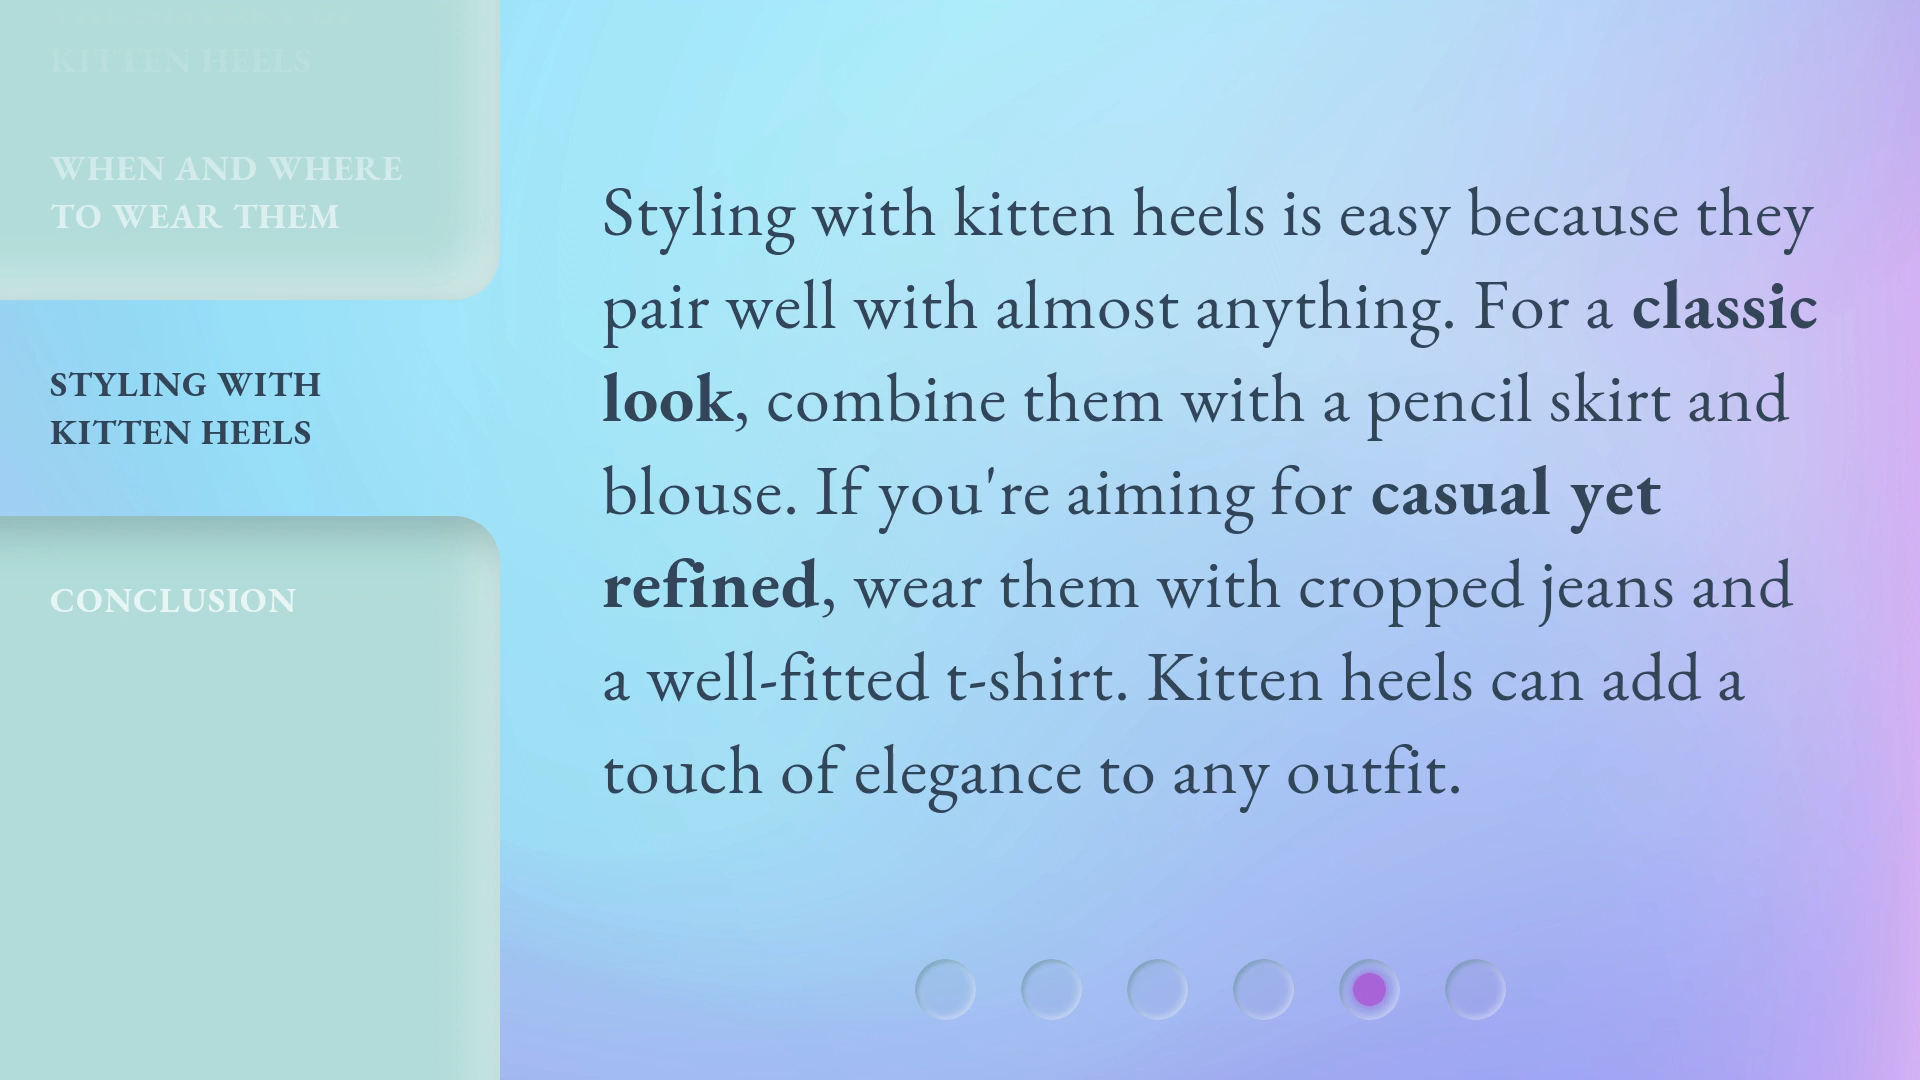 KITTEN HEELS
WHEN AND WHERE
TO WEAR THEM
STYLING WITH
KITTEN HEELS
CONCLUSION
Styling with kitten heels is easy because they
pair well with almost anything. For a classic
look, combine them with a pencil skirt and
blouse. If you're aiming for casual yet
refined, wear them with cropped jeans and
a well-fitted t-shirt. Kitten heels can add a
touch of elegance to any outfit.